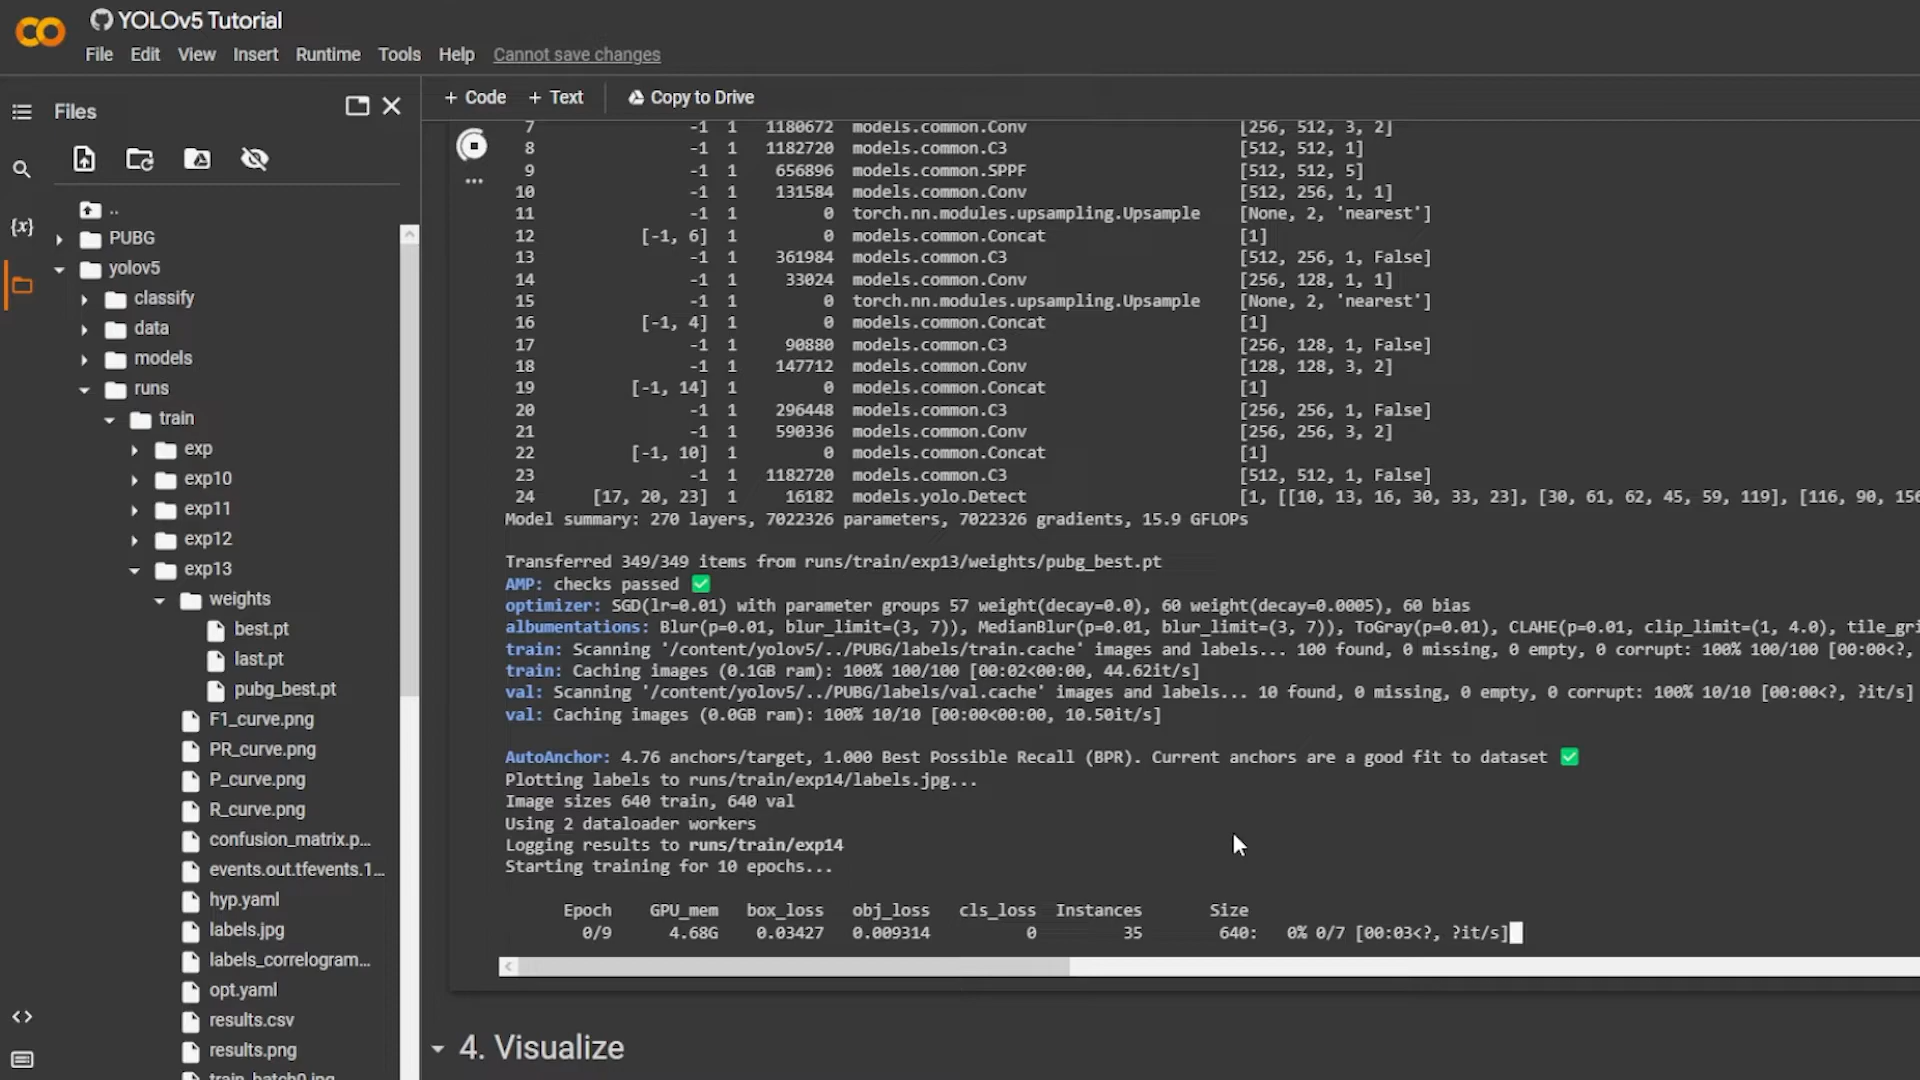 YOLOv5 Tutorial
File Edit View Insert Runtime Tools Help Cannot save changes
Files
..
PUBG
yolov5
classify
data
models
runs
train
exp
exp10
exp11
exp12
exp13
weights
best.pt
last.pt
pubg_best.pt
F1_curve.png
PR_curve.png
P_curve.png
R_curve.png
confusion_matrix.p...
events.out.tfevents.1...
hyp.yaml
labels.jpg
labels_correlogram...
opt.yaml
results.csv
results.png
train_batch0.jpg
+ Code + Text Copy to Drive
7 -1 1 1180672 models.common.Conv [256, 512, 3, 2]
8 -1 1 1182720 models.common.C3 [512, 512, 1]
9 -1 1 656896 models.common.SPPF [512, 512, 5]
10 -1 1 131584 models.common.Conv [512, 256, 1, 1]
11 -1 1 0 torch.nn.modules.upsampling.Upsample [None, 2, 'nearest']
12 [-1, 6] 1 0 models.common.Concat [1]
13 -1 1 361984 models.common.C3 [512, 256, 1, False]
14 -1 1 33024 models.common.Conv [256, 128, 1, 1]
15 -1 1 0 torch.nn.modules.upsampling.Upsample [None, 2, 'nearest']
16 [-1, 4] 1 0 models.common.Concat [1]
17 -1 1 90880 models.common.C3 [256, 128, 1, False]
18 -1 1 147712 models.common.Conv [128, 128, 3, 2]
19 [-1, 14] 1 0 models.common.Concat [1]
20 -1 1 296448 models.common.C3 [256, 256, 1, False]
21 -1 1 590336 models.common.Conv [256, 256, 3, 2]
22 [-1, 10] 1 0 models.common.Concat [1]
23 -1 1 1182720 models.common.C3 [512, 512, 1, False]
24 [17, 20, 23] 1 16182 models.yolo.Detect [1, [[10, 13, 16, 30, 33, 23], [30, 61, 62, 45, 59, 119], [116, 90, 156
Model summary: 270 layers, 7022326 parameters, 7022326 gradients, 15.9 GFLOPs
Transferred 349/349 items from runs/train/exp13/weights/pubg_best.pt
AMP: checks passed ✅
optimizer: SGD(lr=0.01) with parameter groups 57 weight(decay=0.0), 60 weight(decay=0.0005), 60 bias
albumentations: Blur(p=0.01, blur_limit=(3, 7)), MedianBlur(p=0.01, blur_limit=(3, 7)), ToGray(p=0.01), CLAHE(p=0.01, clip_limit=(1, 4.0), tile_gri
train: Scanning '/content/yolov5/../PUBG/labels/train.cache' images and labels... 100 found, 0 missing, 0 empty, 0 corrupt: 100% 100/100 [00:00<?,
train: Caching images (0.1GB ram): 100% 100/100 [00:02<00:00, 44.62it/s]
val: Scanning '/content/yolov5/../PUBG/labels/val.cache' images and labels... 10 found, 0 missing, 0 empty, 0 corrupt: 100% 10/10 [00:00<?, ?it/s]
val: Caching images (0.0GB ram): 100% 10/10 [00:00<00:00, 10.50it/s]
AutoAnchor: 4.76 anchors/target, 1.000 Best Possible Recall (BPR). Current anchors are a good fit to dataset ✅
Plotting labels to runs/train/exp14/labels.jpg...
Image sizes 640 train, 640 val
Using 2 dataloader workers
Logging results to runs/train/exp14
Starting training for 10 epochs...
Epoch GPU_mem box_loss obj_loss cls_loss Instances Size
0/9 4.68G 0.03427 0.009314 0 35 640: 0% 0/7 [00:03<?, ?it/s]
4. Visualize